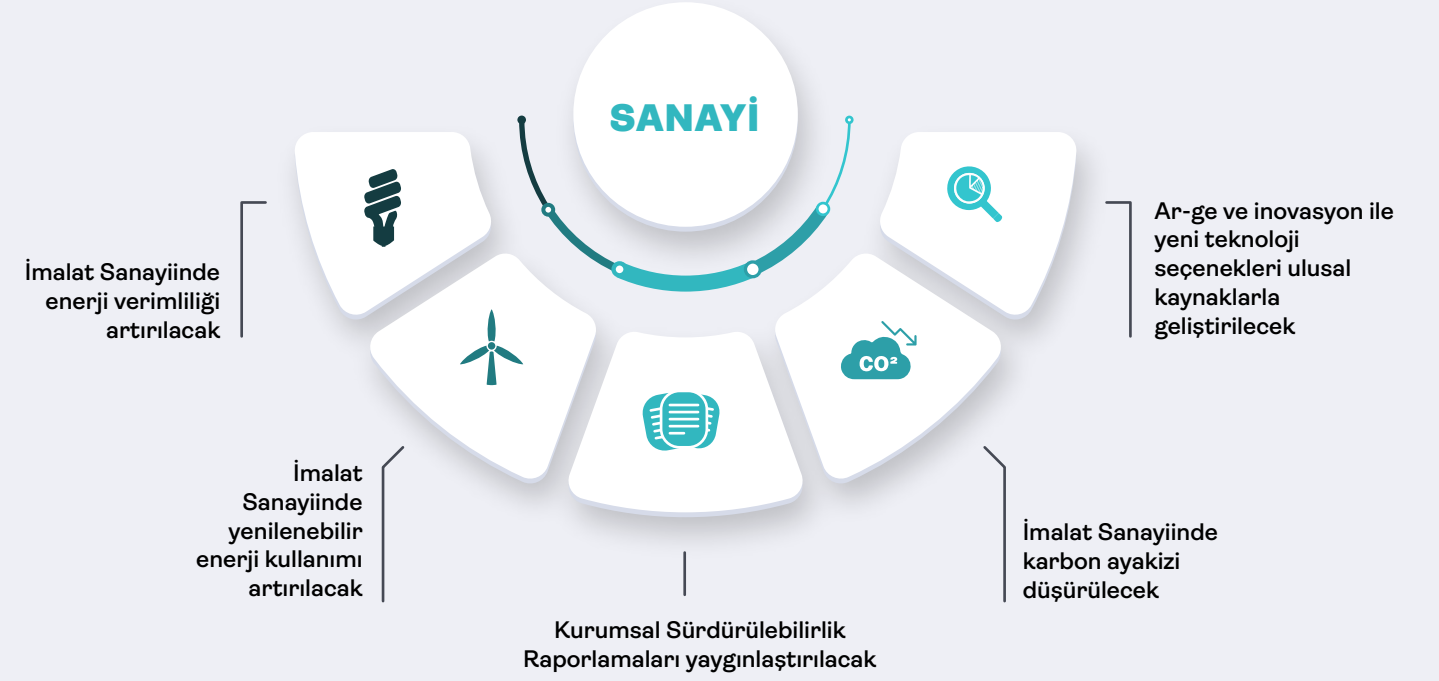 SANAYİ
İmalat Sanayiinde
enerji verimliliği
artırılacak
İmalat
Sanayiinde
yenilenebilir
enerji kullanımı
artırılacak
Kurumsal Sürdürülebilirlik
Raporlamaları yaygınlaştırılacak
CO²
İmalat Sanayiinde
karbon ayakizi
düşürülecek
Ar-ge ve inovasyon ile
yeni teknoloji
seçenekleri ulusal
kaynaklarla
geliştirilecek